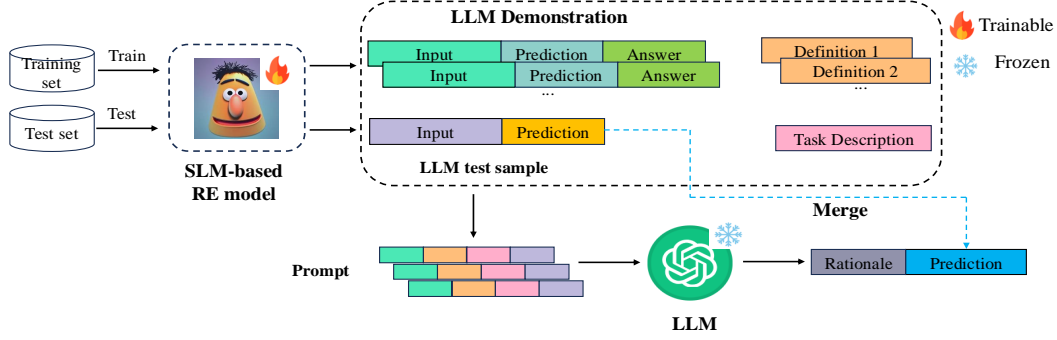 LLM Demonstration
Trainable
Frozen
Training
set
Train
Test set
Test
SLM-based
RE model
Input Prediction Answer
Input Prediction Answer
...
Definition 1
Definition 2
...
Input Prediction
LLM test sample
Task Description
Merge
Prompt
LLM
Rationale Prediction